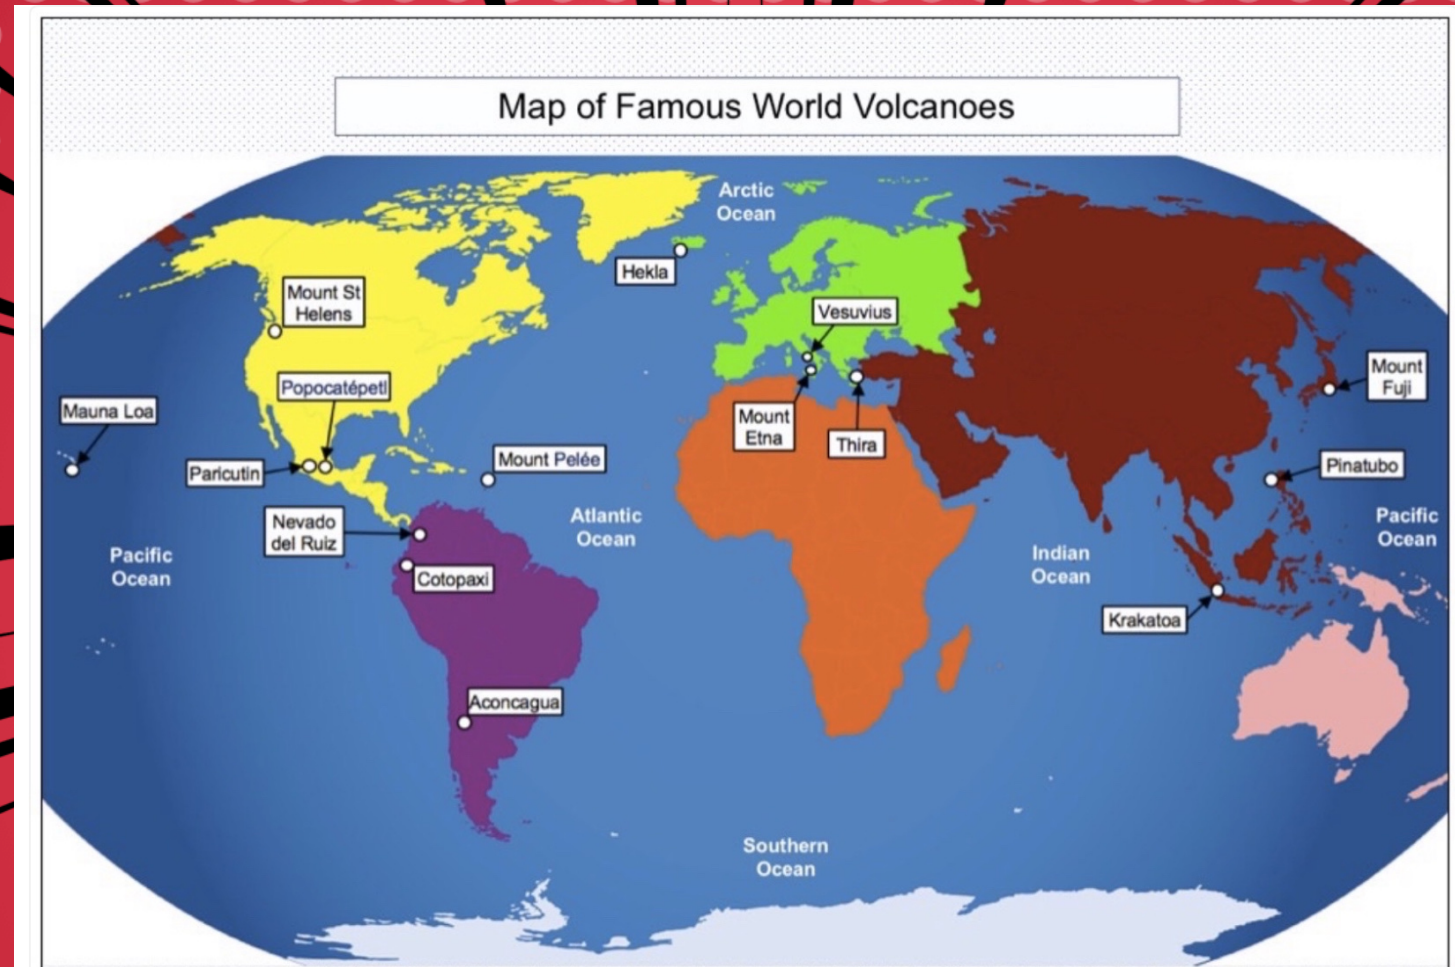 Map of Famous World Volcanoes
Arctic
Ocean
Hekla
Mount St
Helens
Vesuvius
Popocatépetl
Mount
Fuji
Mauna Loa
Mount
Etna
Thira
Paricutin
Mount Pelée
Pinatubo
Nevado
del Ruiz
Atlantic
Ocean
Pacific
Ocean
Pacific
Ocean
Indian
Ocean
Cotopaxi
Krakatoa
Aconcagua
Southern
Ocean